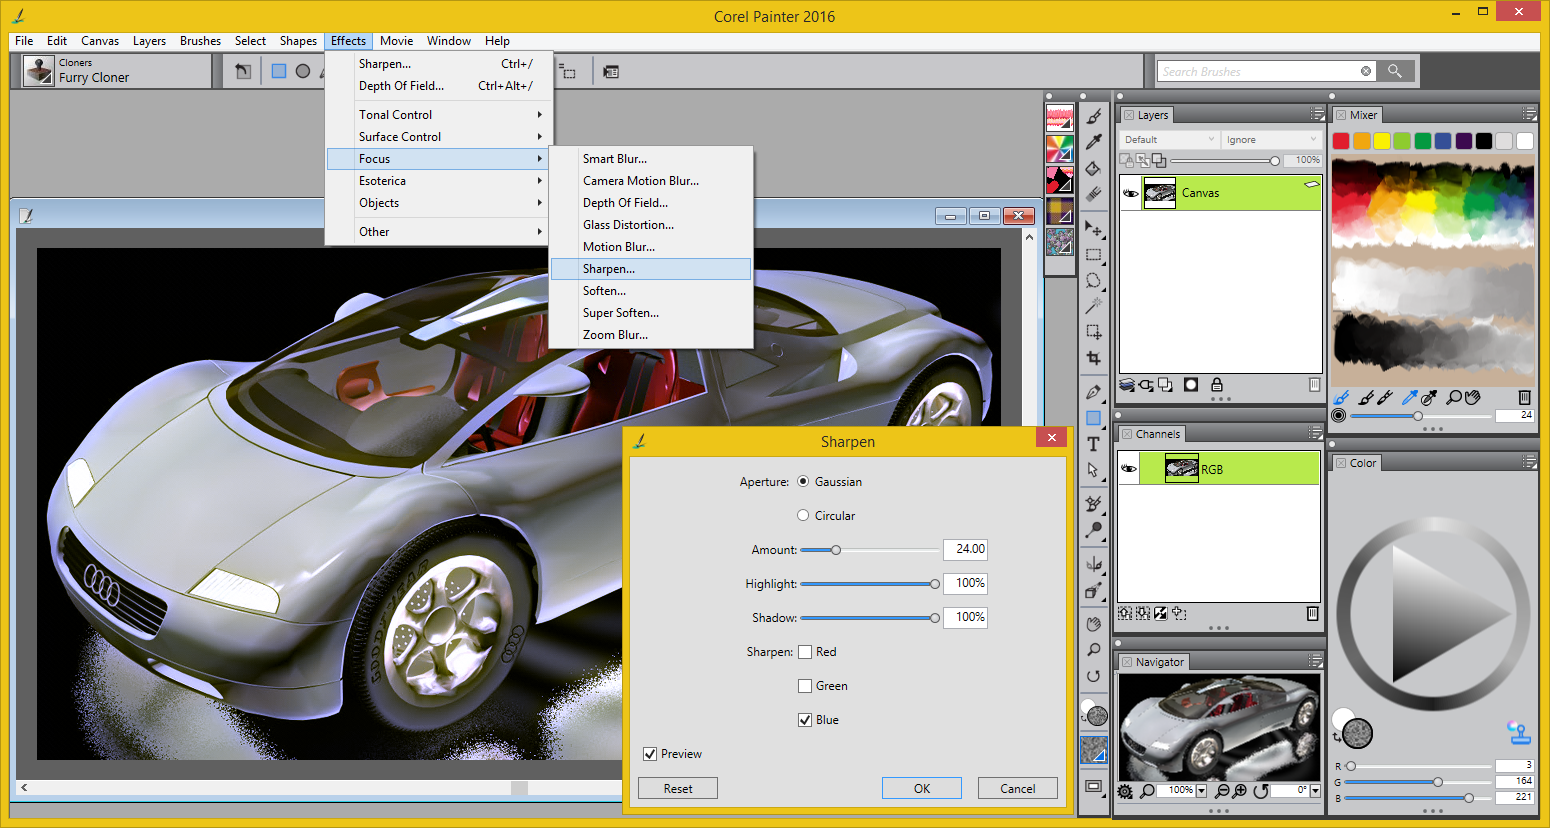 Corel Painter 2016
File Edit Canvas Layers Brushes Select Shapes Effects Movie Window Help
Cloners
Furry Cloner
Search Brushes
Sharpen... Ctrl+/
Depth Of Field... Ctrl+Alt+/
Tonal Control
Surface Control
Focus
Esoterica
Objects
Other
Smart Blur...
Camera Motion Blur...
Depth Of Field...
Glass Distortion...
Motion Blur...
Sharpen...
Soften...
Super Soften...
Zoom Blur...
Sharpen
Aperture: Gaussian
Circular
Amount: 24.00
Highlight: 100%
Shadow: 100%
Sharpen: Red
Green
Blue
Preview
Reset OK Cancel
T
Layers
Default Ignore
100%
Canvas
Channels
RGB
Navigator
100% 0°
Mixer
24
Color
R 3
G 164
B 221